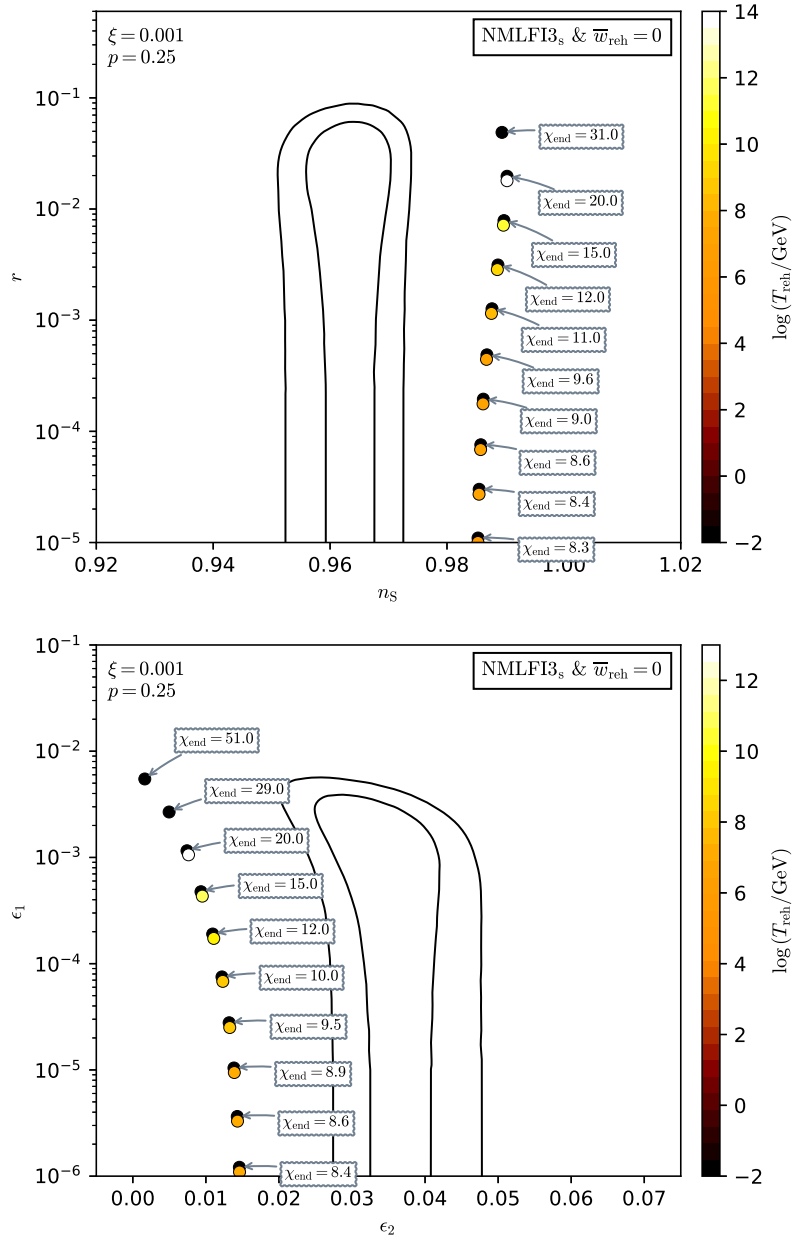 ξ = 0.001
p = 0.25
NMLFI3s & w̅reh = 0
10⁻¹
10⁻²
10⁻³
10⁻⁴
10⁻⁵
r
χend = 31.0
χend = 20.0
χend = 15.0
χend = 12.0
χend = 11.0
χend = 9.6
χend = 9.0
χend = 8.6
χend = 8.4
χend = 8.3
0.92 0.94 0.96 0.98 1.00 1.02
nS
14
12
10
8
6
4
2
0
−2
log (Treh/GeV)
ξ = 0.001
p = 0.25
NMLFI3s & w̅reh = 0
10⁻¹
10⁻²
10⁻³
10⁻⁴
10⁻⁵
10⁻⁶
ϵ1
χend = 51.0
χend = 29.0
χend = 20.0
χend = 15.0
χend = 12.0
χend = 10.0
χend = 9.5
χend = 8.9
χend = 8.6
χend = 8.4
0.00 0.01 0.02 0.03 0.04 0.05 0.06 0.07
ϵ2
12
10
8
6
4
2
0
−2
log (Treh/GeV)